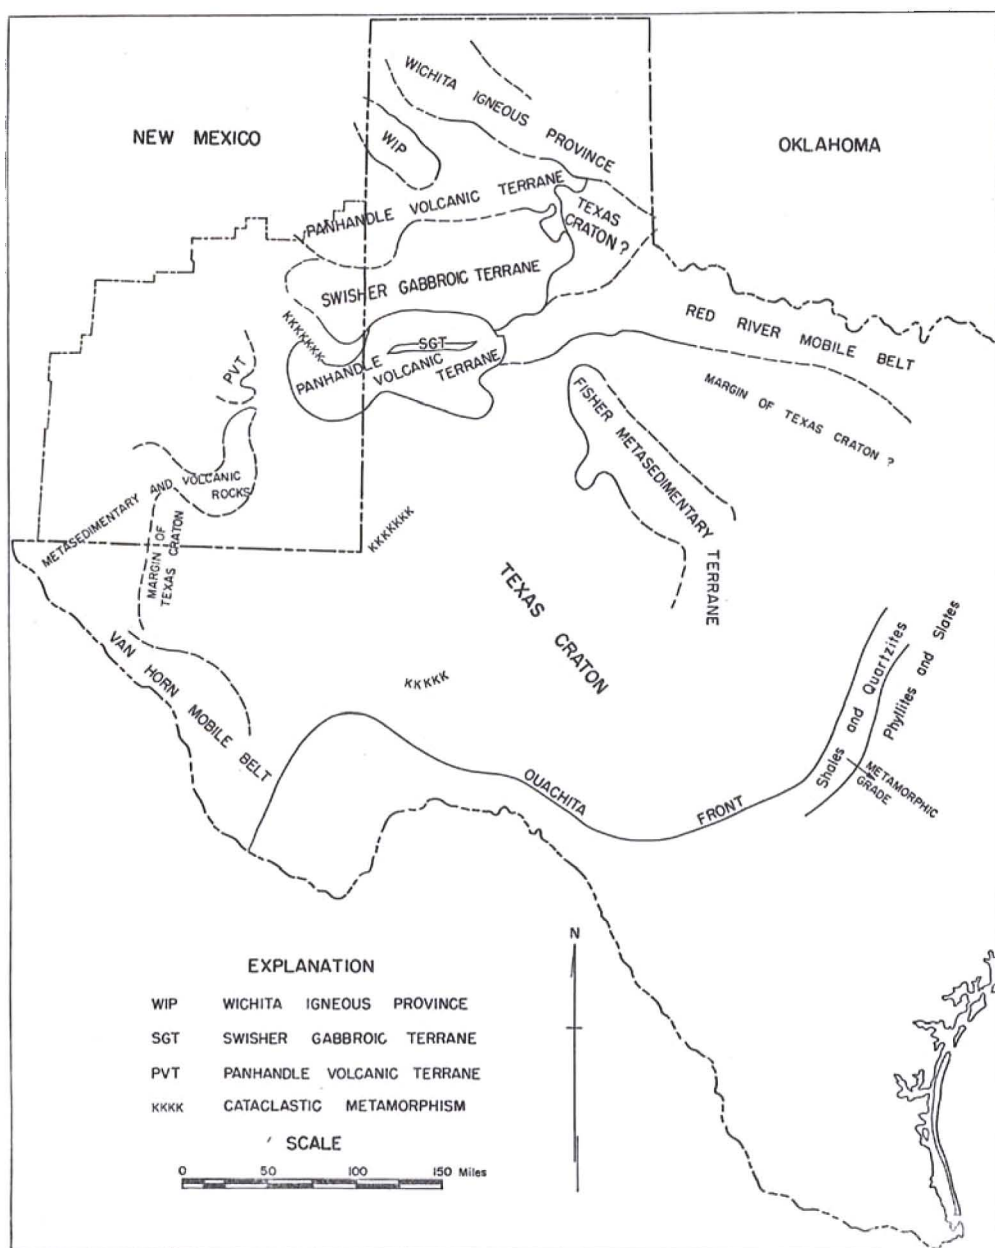 WICHITA IGNEOUS PROVINCE
NEW MEXICO
OKLAHOMA
WIP
PANHANDLE VOLCANIC TERRANE
TEXAS
CRATON ?
SWISHER GABBROIC TERRANE
KKKKKKK
RED RIVER MOBILE BELT
SGT
PANHANDLE VOLCANIC TERRANE
PVT
MARGIN OF TEXAS CRATON ?
FISHER METASEDIMENTARY TERRANE
METASEDIMENTARY AND VOLCANIC
ROCKS
MARGIN OF
TEXAS CRATON
KKKKKKK
TEXAS CRATON
VAN HORN MOBILE BELT
KKKKK
Shales and Quartzites
Phyllites and Slates
METAMORPHIC
GRADE
OUACHITA FRONT
N
EXPLANATION
WIP WICHITA IGNEOUS PROVINCE
SGT SWISHER GABBROIC TERRANE
PVT PANHANDLE VOLCANIC TERRANE
KKKK CATACLASTIC METAMORPHISM
SCALE
0 50 100 150 Miles